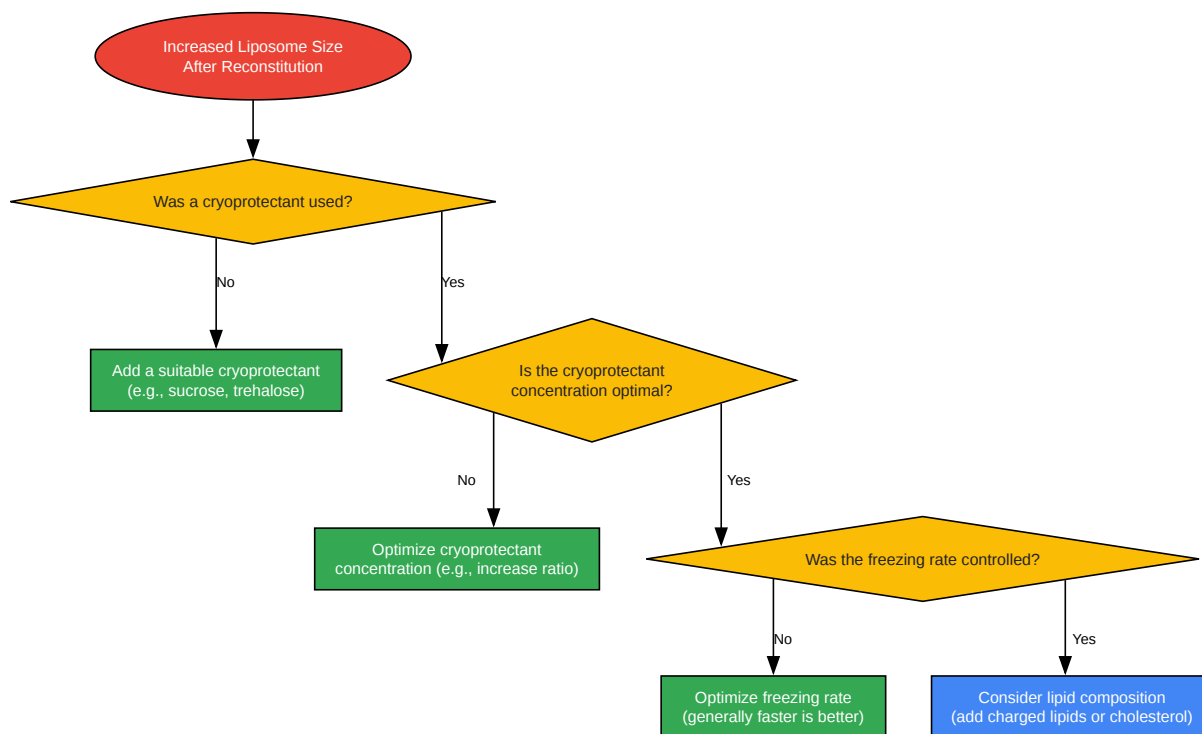 Increased Liposome Size
After Reconstitution
Was a cryoprotectant used?
No
Yes
Add a suitable cryoprotectant
(e.g., sucrose, trehalose)
Is the cryoprotectant
concentration optimal?
No
Yes
Optimize cryoprotectant
concentration (e.g., increase ratio)
Was the freezing rate controlled?
No
Yes
Optimize freezing rate
(generally faster is better)
Consider lipid composition
(add charged lipids or cholesterol)